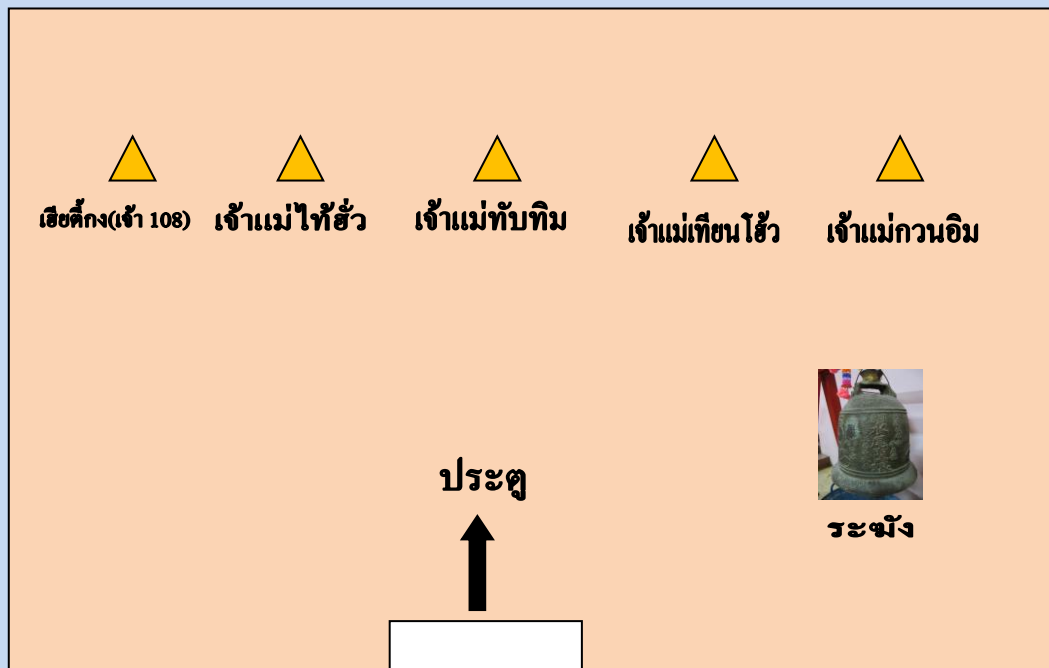 เฮียตี้กง(เจ้า 108) เจ้าแม่ไท้ฮั่ว เจ้าแม่ทับทิม เจ้าแม่เทียนโฮ้ว เจ้าแม่กวนอิม
ประตู
ระฆัง